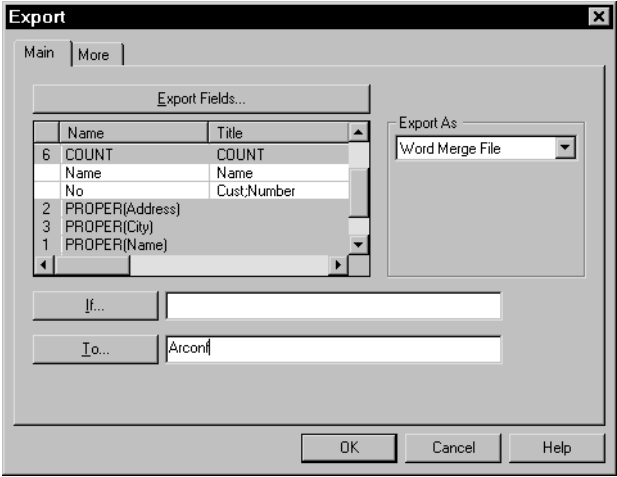 Export
Main More
Export Fields...
Name Title
6 COUNT COUNT
Name Name
No Cust;Number
2 PROPER(Address)
3 PROPER(City)
1 PROPER(Name)
Export As
Word Merge File
If...
To... Arconf
OK Cancel Help